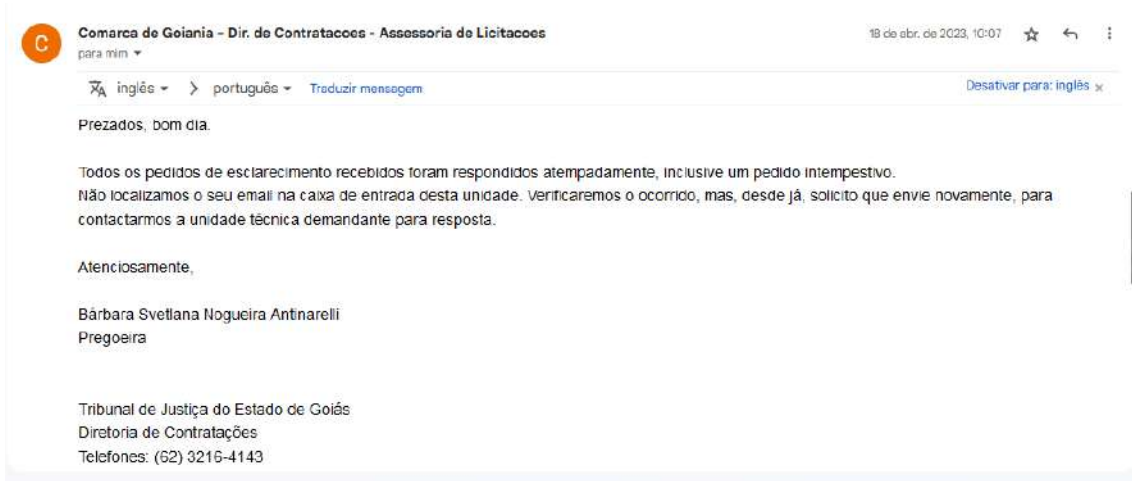 C
Comarca de Goiania - Dir. de Contratacoes - Assessoria de Licitacoes
18 de abr. de 2023, 10:07
para mim
inglês > português Traduzir mensagem
Desativar para: inglês x
Prezados, bom dia.
Todos os pedidos de esclarecimento recebidos foram respondidos atempadamente, inclusive um pedido intempestivo.
Não localizamos o seu email na caixa de entrada desta unidade. Verificaremos o ocorrido, mas, desde já, solicito que envie novamente, para
contactarmos a unidade técnica demandante para resposta.
Atenciosamente,
Bárbara Svetlana Nogueira Antinarelli
Pregoeira
Tribunal de Justiça do Estado de Goiás
Diretoria de Contratações
Telefones: (62) 3216-4143